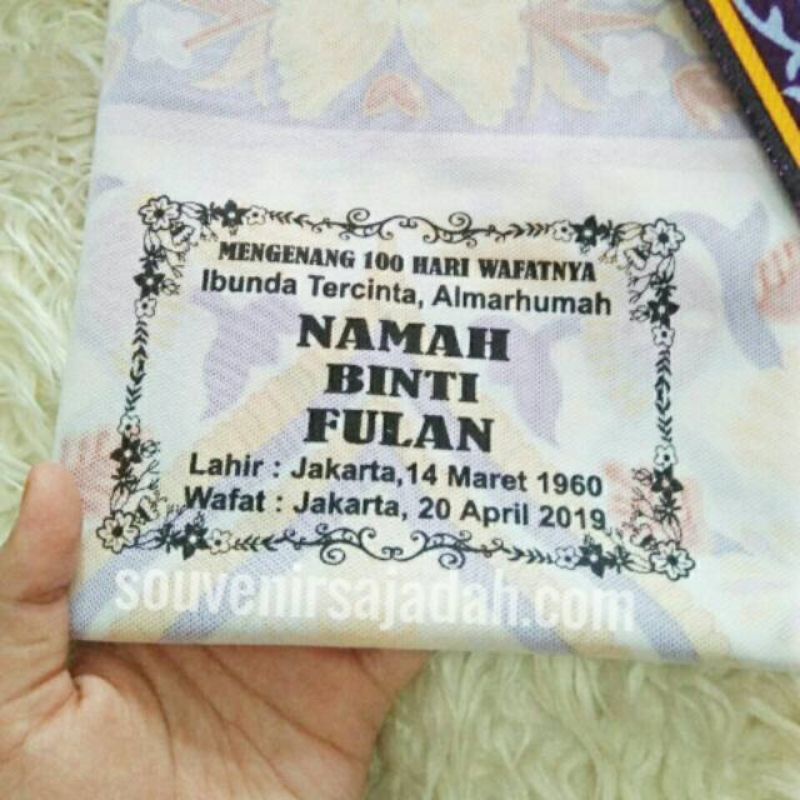 MENGENANG 100 HARI WAFATNYA
Ibunda Tercinta, Almarhumah
NAMAH
BINTI
FULAN
Lahir : Jakarta,14 Maret 1960
Wafat : Jakarta, 20 April 2019
souvenirsajadah.com